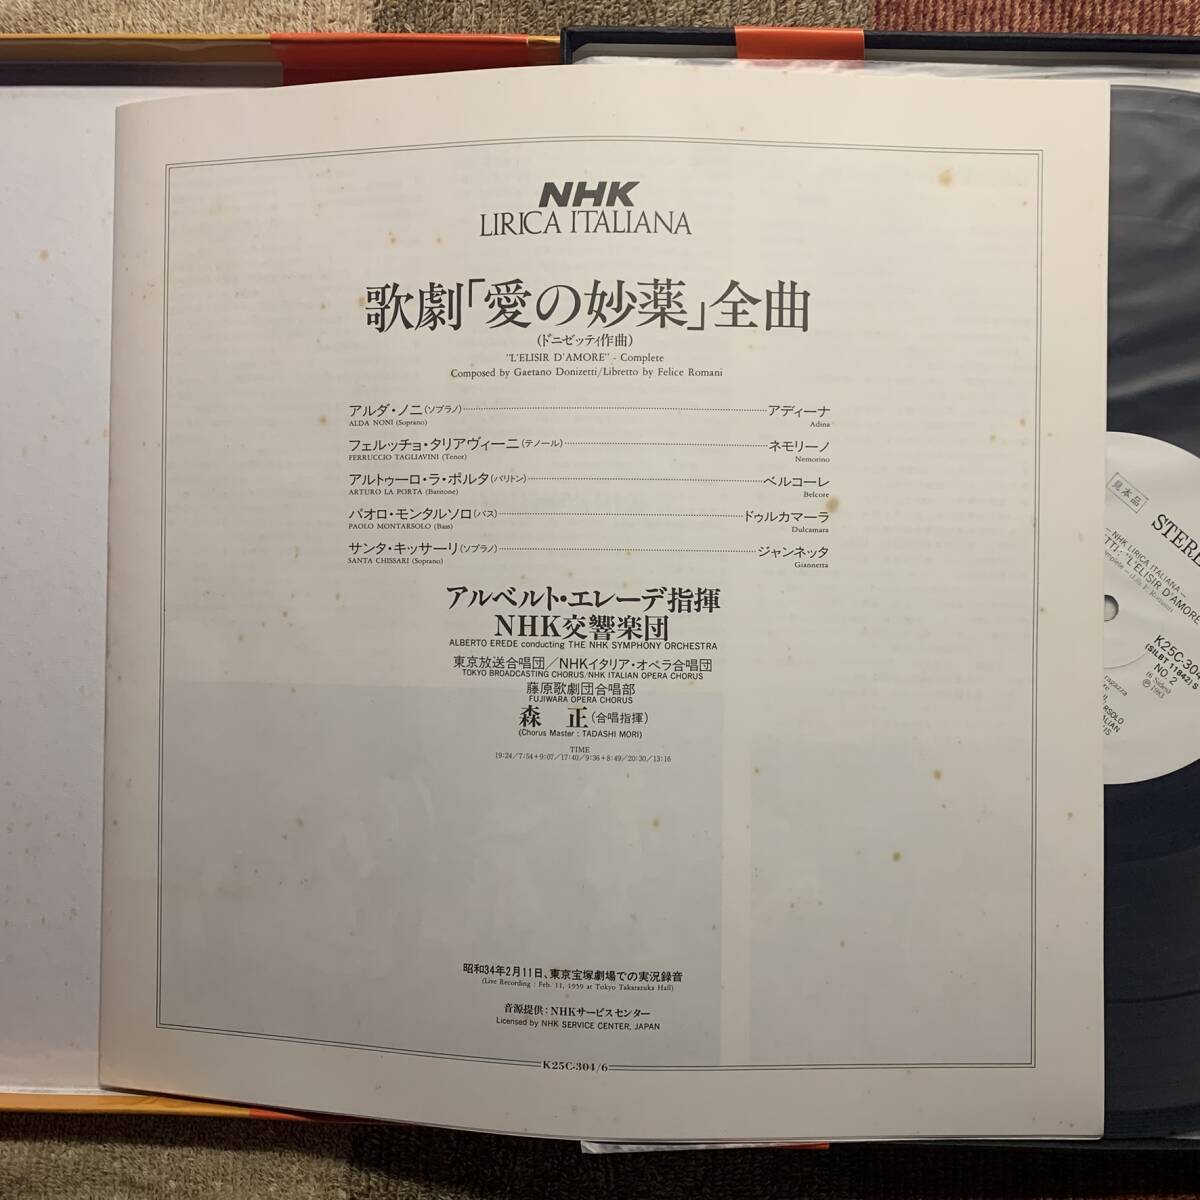 NHK
LIRICA ITALIANA
歌劇「愛の妙薬」全曲
(ドニゼッティ作曲)
"L'ELISIR D'AMORE" - Complete
Composed by Gaetano Donizetti/Libretto by Felice Romani
アルダ・ノニ(ソプラノ) アディーナ
ALDA NONI (Soprano) Adina
フェルッチョ・タリアヴィーニ(テノール) ネモリーノ
FERRUCCIO TAGLIAVINI (Tenor) Nemorino
アルトゥーロ・ラ・ポルタ(バリトン) ベルコーレ
ARTURO LA PORTA (Baritone) Belcore
パオロ・モンタルソロ(バス) ドゥルカマーラ
PAOLO MONTARSOLO (Bass) Dulcamara
サンタ・キッサーリ(ソプラノ) ジャンネッタ
SANTA CHISSARI (Soprano) Giannetta
アルベルト・エレーデ指揮
NHK交響楽団
ALBERTO EREDE conducting THE NHK SYMPHONY ORCHESTRA
東京放送合唱団/NHKイタリア・オペラ合唱団
TOKYO BROADCASTING CHORUS/NHK ITALIAN OPERA CHORUS
藤原歌劇団合唱部
FUJIWARA OPERA CHORUS
森 正(合唱指揮)
(Chorus Master : TADASHI MORI)
TIME
19:24/7:54+9:07/17:40/9:36+8:49/20:30/13:16
昭和34年2月11日、東京宝塚劇場での実況録音
(Live Recording : Feb. 11, 1959 at Tokyo Takarazuka Hall)
音源提供:NHKサービスセンター
Licensed by NHK SERVICE CENTER, JAPAN
K25C-304/6
見本品
STERE
-NHK LIRICA ITALIANA-
TTI: "L'ELISIR D'AMORE
K25C-304
(SILBT 11842) S
NO. 2
℗1983
ragazza
RSOLO
ALIAN